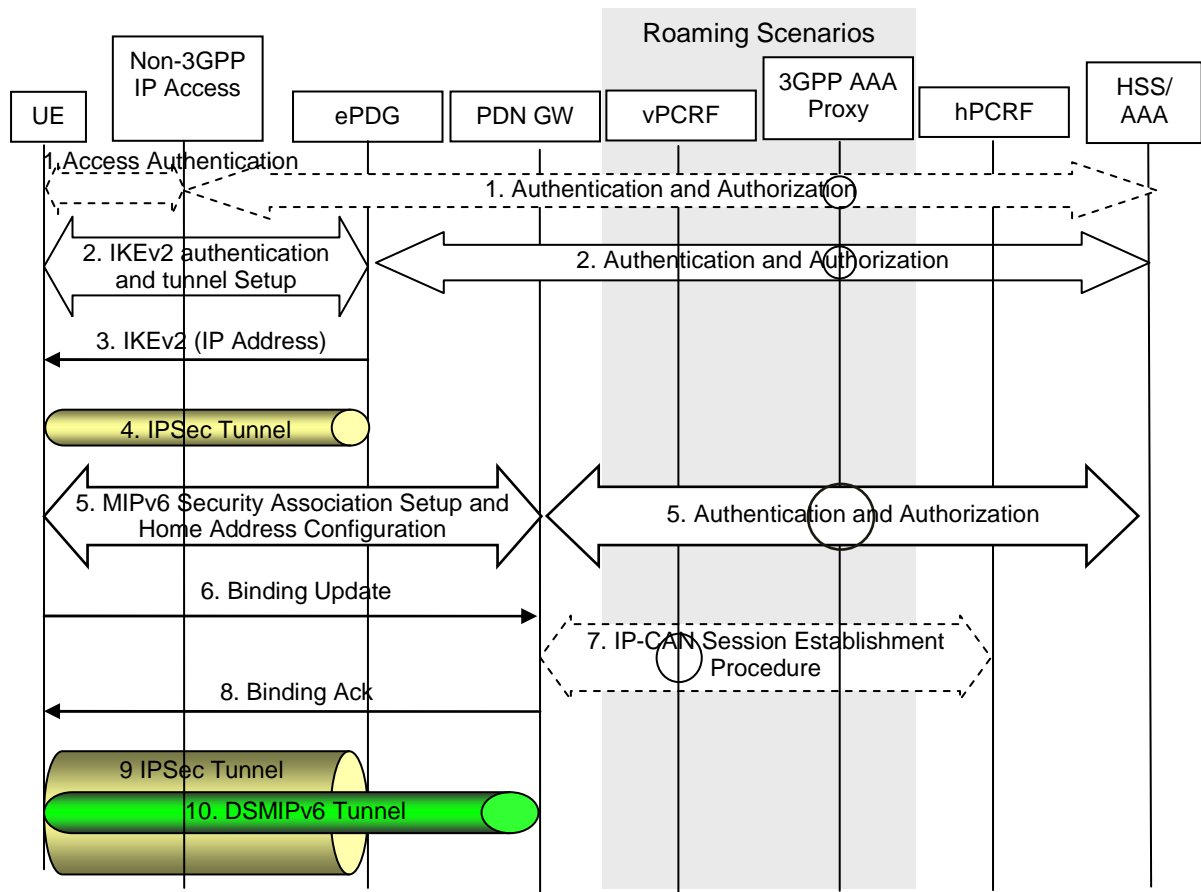 Roaming Scenarios
UE
Non-3GPP
IP Access
ePDG
PDN GW
vPCRF
3GPP AAA
Proxy
hPCRF
HSS/
AAA
1.Access Authentication
1. Authentication and Authorization
2. IKEv2 authentication
and tunnel Setup
2. Authentication and Authorization
3. IKEv2 (IP Address)
4. IPSec Tunnel
5. MIPv6 Security Association Setup and
Home Address Configuration
5. Authentication and Authorization
6. Binding Update
7. IP-CAN Session Establishment
Procedure
8. Binding Ack
9 IPSec Tunnel
10. DSMIPv6 Tunnel